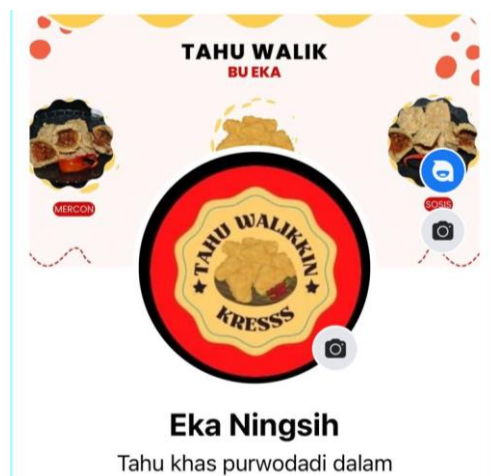 TAHU WALIK
BU EKA
MERCON
SOSIS
TAHU WALIKKIN
KRESSS
Eka Ningsih
Tahu khas purwodadi dalam